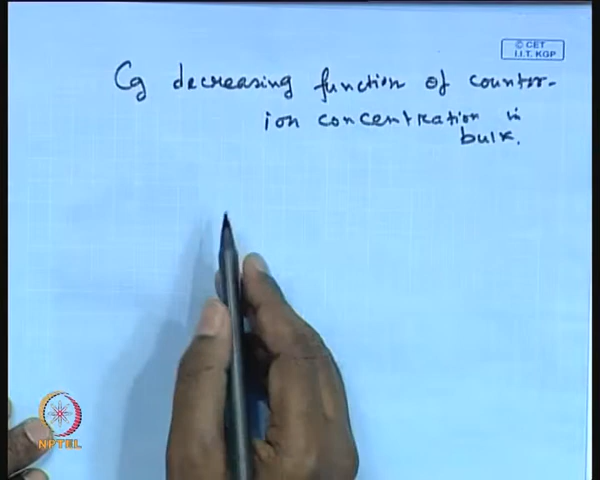 © CET
I.I.T. KGP
Cg decreasing function of counter-
ion concentration in
bulk.
NPTEL